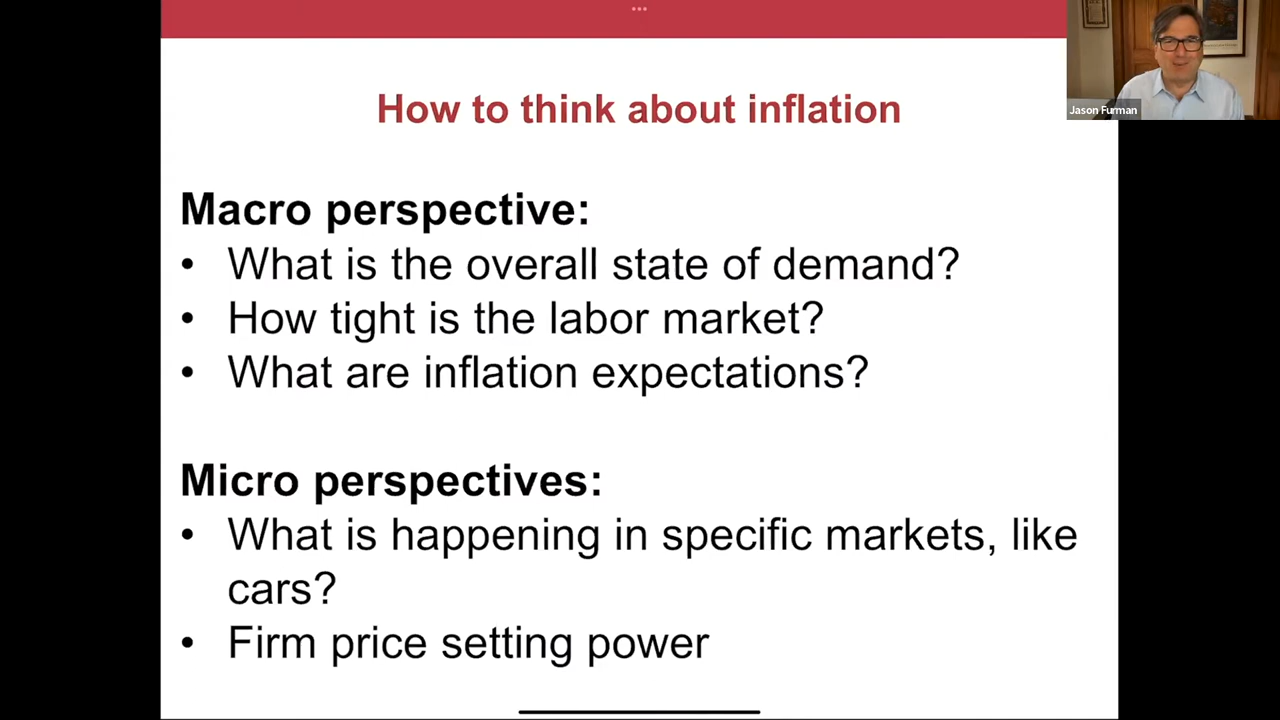 How to think about inflation
Jason Furman
Macro perspective:
• What is the overall state of demand?
• How tight is the labor market?
• What are inflation expectations?
Micro perspectives:
• What is happening in specific markets, like
cars?
• Firm price setting power